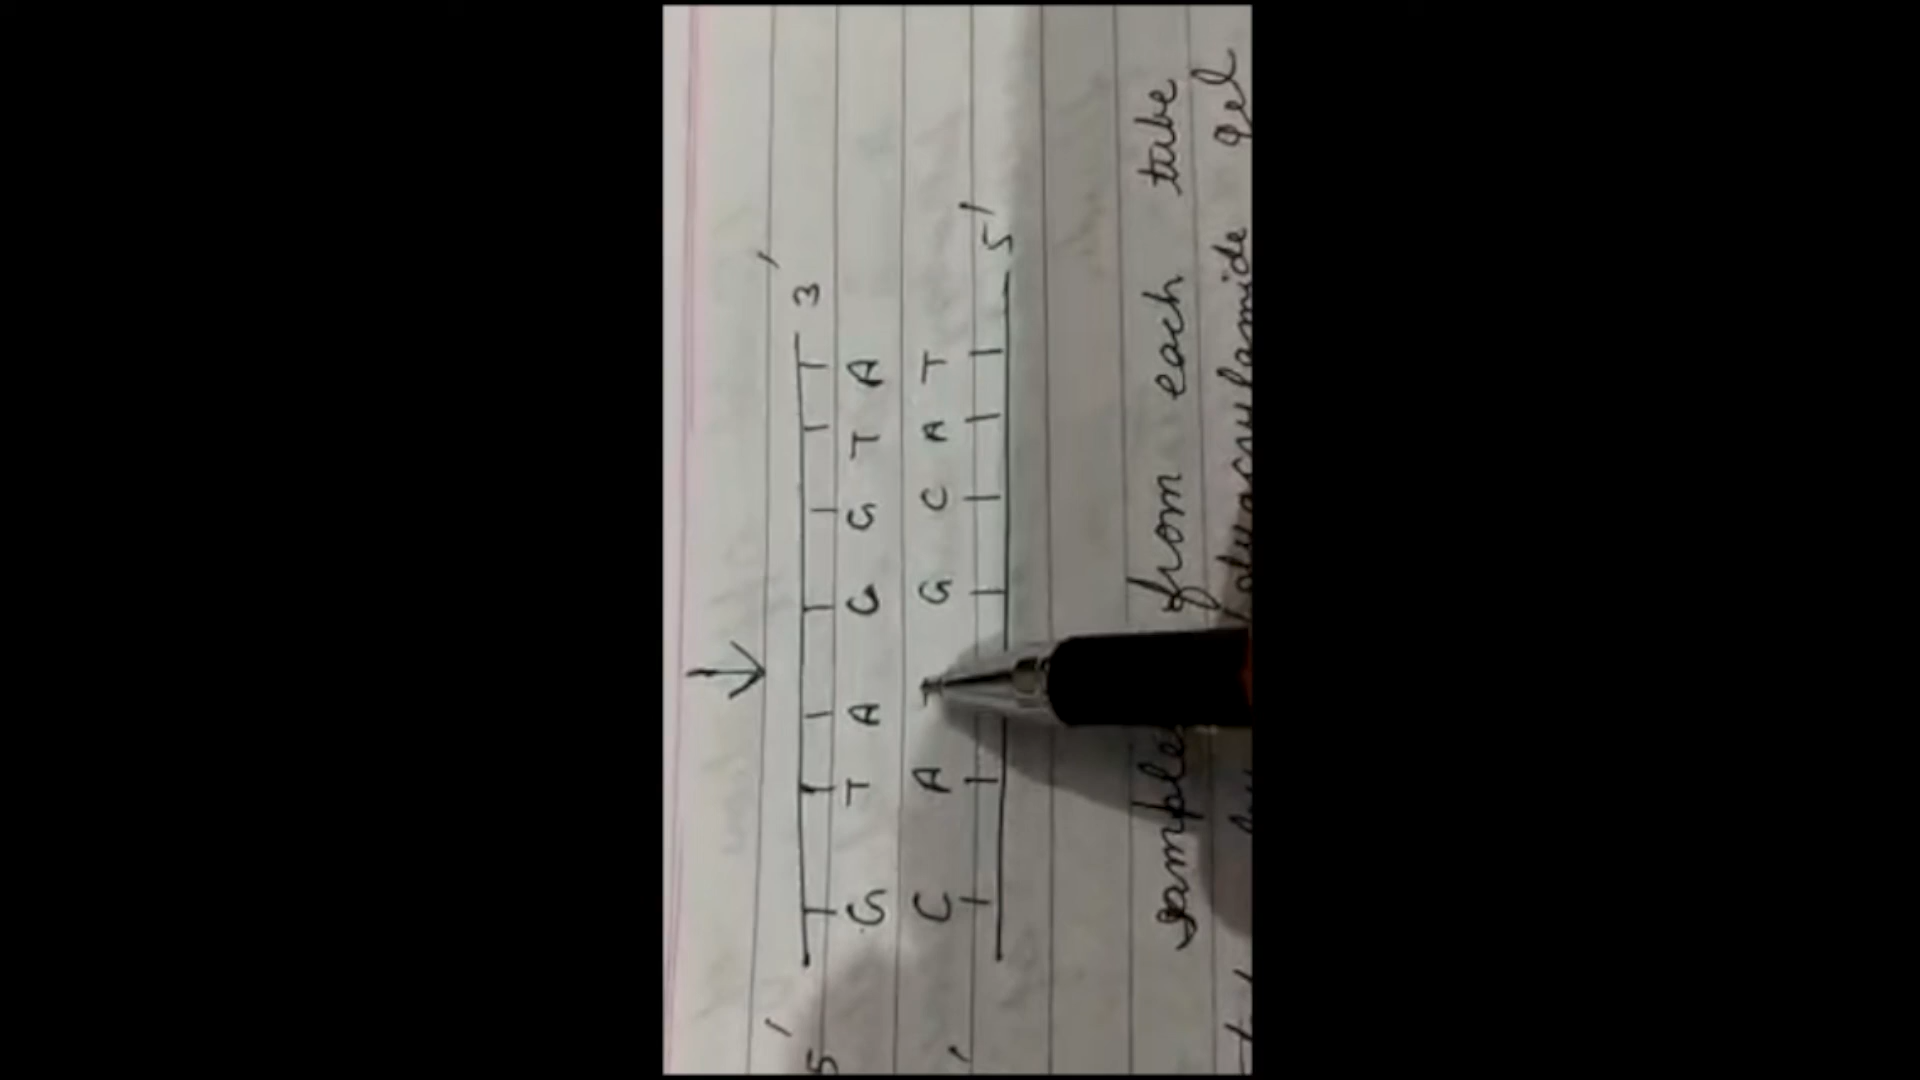 5' 3'
G T A C G T A
C A T G C A T
' 5'
sample from each tube
polyacrylamide gel